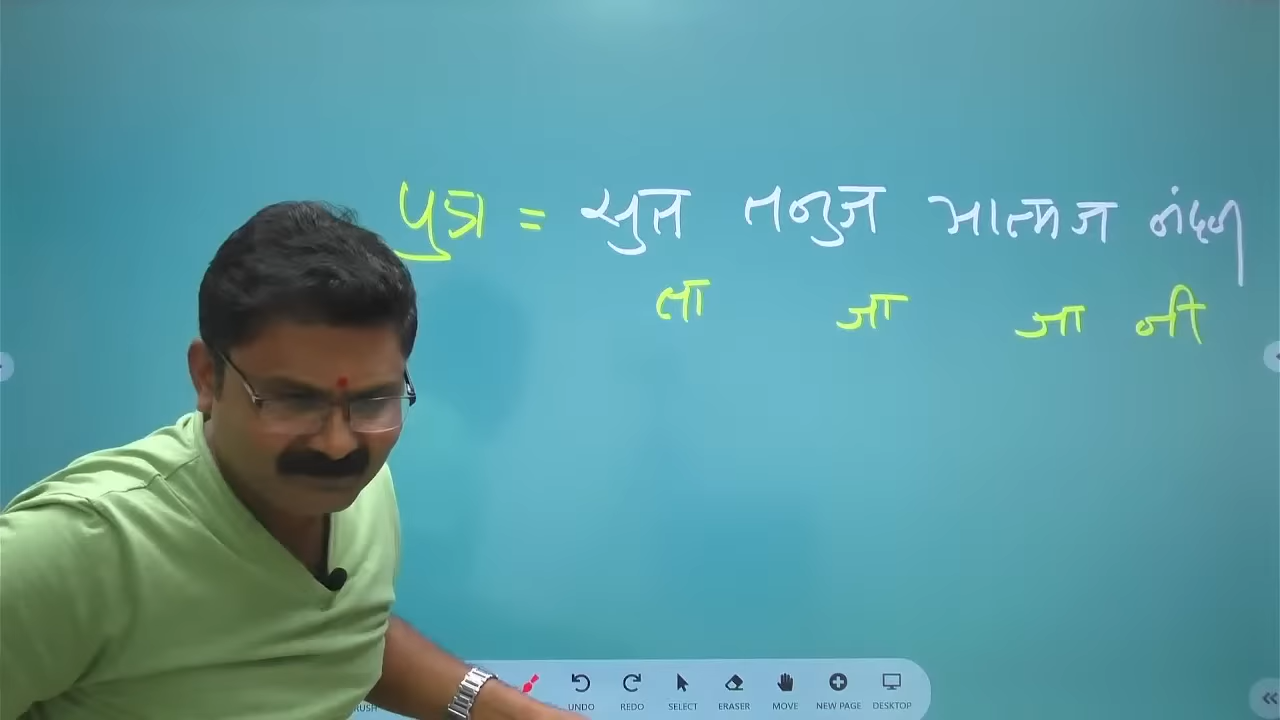 पुत्र = सुत तनुज आत्मज नंदन
ता जा जा नी
UNDO REDO SELECT ERASER MOVE NEW PAGE DESKTOP